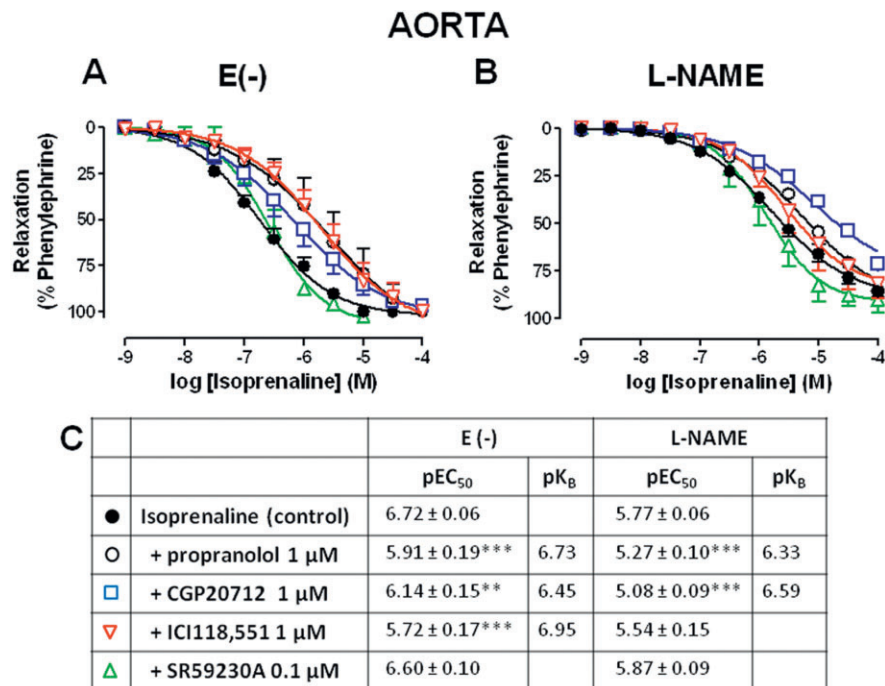 AORTA
A
E(-)
B
L-NAME
Relaxation
(% Phenylephrine)
0
25
50
75
100
-9 -8 -7 -6 -5 -4
log [Isoprenaline] (M)
Relaxation
(% Phenylephrine)
0
25
50
75
100
-9 -8 -7 -6 -5 -4
log [Isoprenaline] (M)
C
E (-) L-NAME
pEC₅₀ pK_B pEC₅₀ pK_B
Isoprenaline (control) 6.72 ± 0.06 5.77 ± 0.06
+ propranolol 1 µM 5.91 ± 0.19*** 6.73 5.27 ± 0.10*** 6.33
+ CGP20712 1 µM 6.14 ± 0.15** 6.45 5.08 ± 0.09*** 6.59
+ ICI118,551 1 µM 5.72 ± 0.17*** 6.95 5.54 ± 0.15
+ SR59230A 0.1 µM 6.60 ± 0.10 5.87 ± 0.09